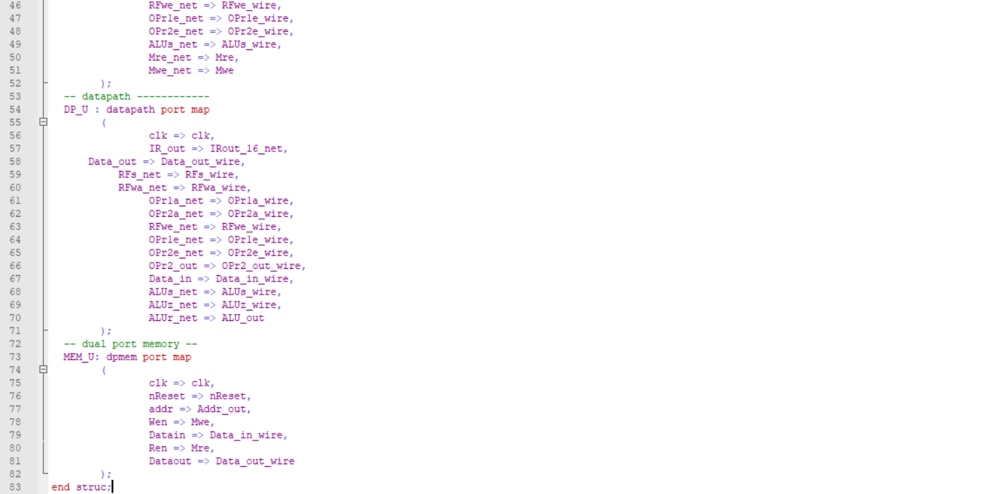 46 RFwe_net => RFwe_wire,
47 OPr1e_net => OPr1e_wire,
48 OPr2e_net => OPr2e_wire,
49 ALUs_net => ALUs_wire,
50 Mre_net => Mre,
51 Mwe_net => Mwe
52 );
53 -- datapath ------------
54 DP_U : datapath port map
55 (
56 clk => clk,
57 IR_out => IRout_16_net,
58 Data_out => Data_out_wire,
59 RFs_net => RFs_wire,
60 RFwa_net => RFwa_wire,
61 OPr1a_net => OPr1a_wire,
62 OPr2a_net => OPr2a_wire,
63 RFwe_net => RFwe_wire,
64 OPr1e_net => OPr1e_wire,
65 OPr2e_net => OPr2e_wire,
66 OPr2_out => OPr2_out_wire,
67 Data_in => Data_in_wire,
68 ALUs_net => ALUs_wire,
69 ALUz_net => ALUz_wire,
70 ALUr_net => ALU_out
71 );
72 -- dual port memory --
73 MEM_U: dpmem port map
74 (
75 clk => clk,
76 nReset => nReset,
77 addr => Addr_out,
78 Wen => Mwe,
79 Datain => Data_in_wire,
80 Ren => Mre,
81 Dataout => Data_out_wire
82 );
83 end struc;